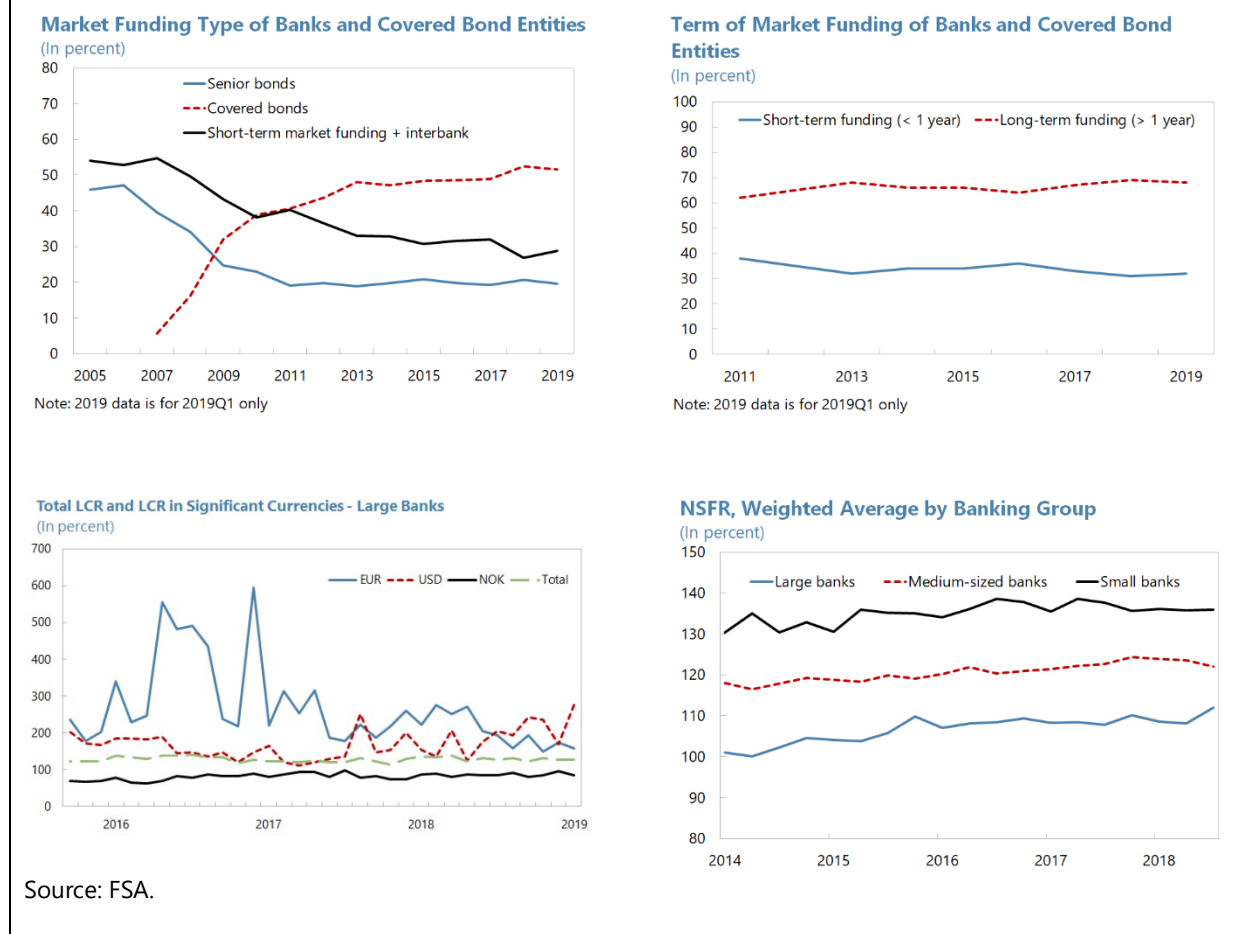 Market Funding Type of Banks and Covered Bond Entities
(In percent)
80
70
60
50
40
30
20
10
0
Senior bonds
Covered bonds
Short-term market funding + interbank
2005 2007 2009 2011 2013 2015 2017 2019
Note: 2019 data is for 2019Q1 only
Term of Market Funding of Banks and Covered Bond
Entities
(In percent)
100
90
80
70
60
50
40
30
20
10
0
Short-term funding (< 1 year) Long-term funding (> 1 year)
2011 2013 2015 2017 2019
Note: 2019 data is for 2019Q1 only
Total LCR and LCR in Significant Currencies - Large Banks
(In percent)
700
600
500
400
300
200
100
0
EUR USD NOK Total
2016 2017 2018 2019
NSFR, Weighted Average by Banking Group
(In percent)
150
140
130
120
110
100
90
80
Large banks Medium-sized banks Small banks
2014 2015 2016 2017 2018
Source: FSA.